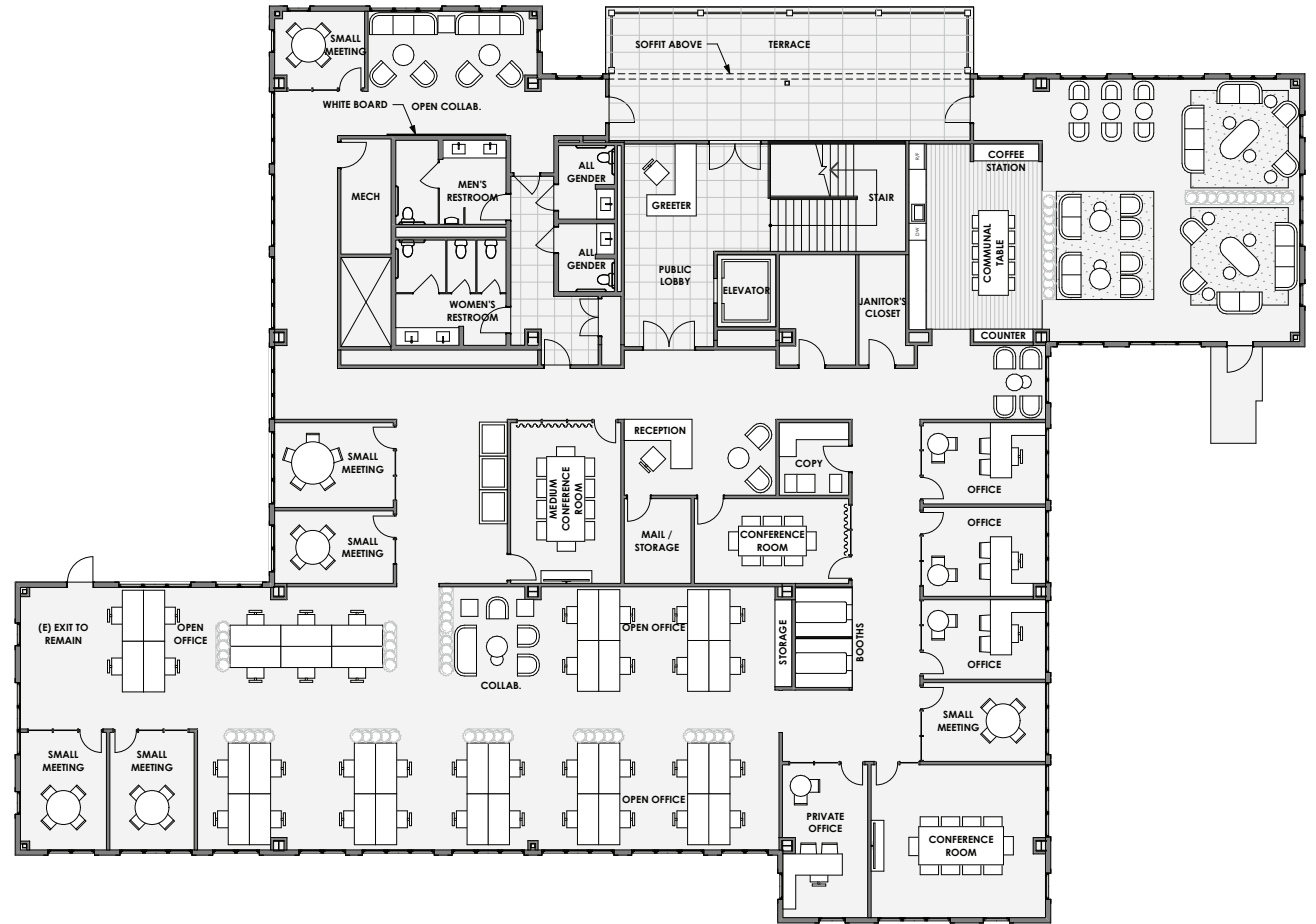 SMALL
MEETING
SOFFIT ABOVE
TERRACE
WHITE BOARD
OPEN COLLAB.
MECH
MEN'S
RESTROOM
ALL
GENDER
GREETER
STAIR
R/F
DW
COFFEE
STATION
COMMUNAL
TABLE
ALL
GENDER
WOMEN'S
RESTROOM
PUBLIC
LOBBY
ELEVATOR
JANITOR'S
CLOSET
COUNTER
SMALL
MEETING
MEDIUM
CONFERENCE
ROOM
RECEPTION
COPY
OFFICE
SMALL
MEETING
MAIL /
STORAGE
CONFERENCE
ROOM
OFFICE
(E) EXIT TO
REMAIN
OPEN
OFFICE
COLLAB.
OPEN OFFICE
STORAGE
BOOTHS
OFFICE
SMALL
MEETING
SMALL
MEETING
SMALL
MEETING
OPEN OFFICE
PRIVATE
OFFICE
CONFERENCE
ROOM